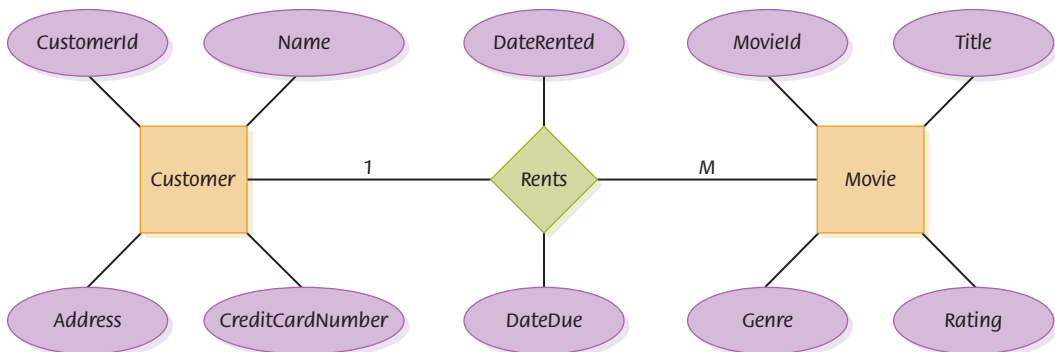 CustomerId
Name
DateRented
MovieId
Title
Customer
1
Rents
M
Movie
Address
CreditCardNumber
DateDue
Genre
Rating